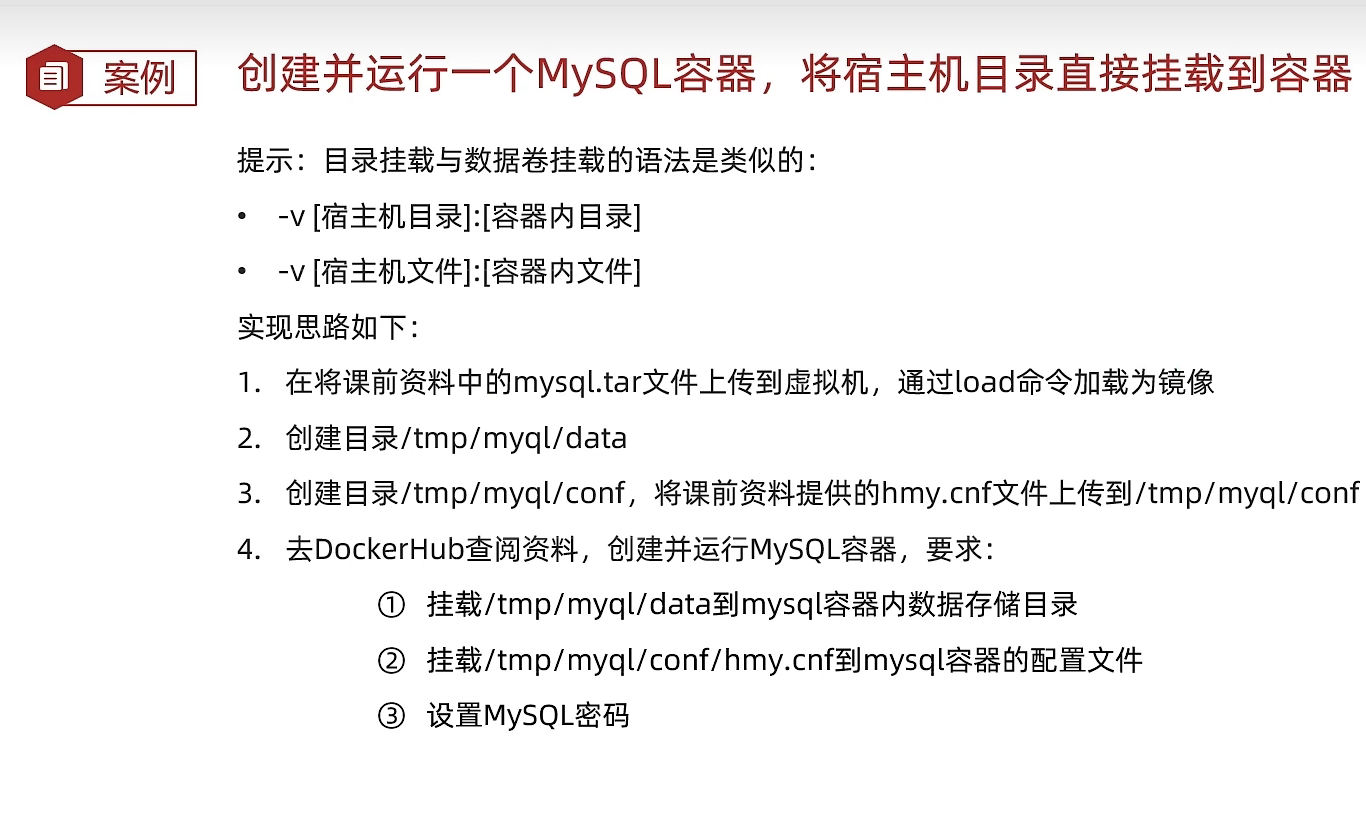 案例
创建并运行一个MySQL容器，将宿主机目录直接挂载到容器
提示：目录挂载与数据卷挂载的语法是类似的：
• -v [宿主机目录]:[容器内目录]
• -v [宿主机文件]:[容器内文件]
实现思路如下：
1. 在将课前资料中的mysql.tar文件上传到虚拟机，通过load命令加载为镜像
2. 创建目录/tmp/myql/data
3. 创建目录/tmp/myql/conf，将课前资料提供的hmy.cnf文件上传到/tmp/myql/conf
4. 去DockerHub查阅资料，创建并运行MySQL容器，要求：
① 挂载/tmp/myql/data到mysql容器内数据存储目录
② 挂载/tmp/myql/conf/hmy.cnf到mysql容器的配置文件
③ 设置MySQL密码